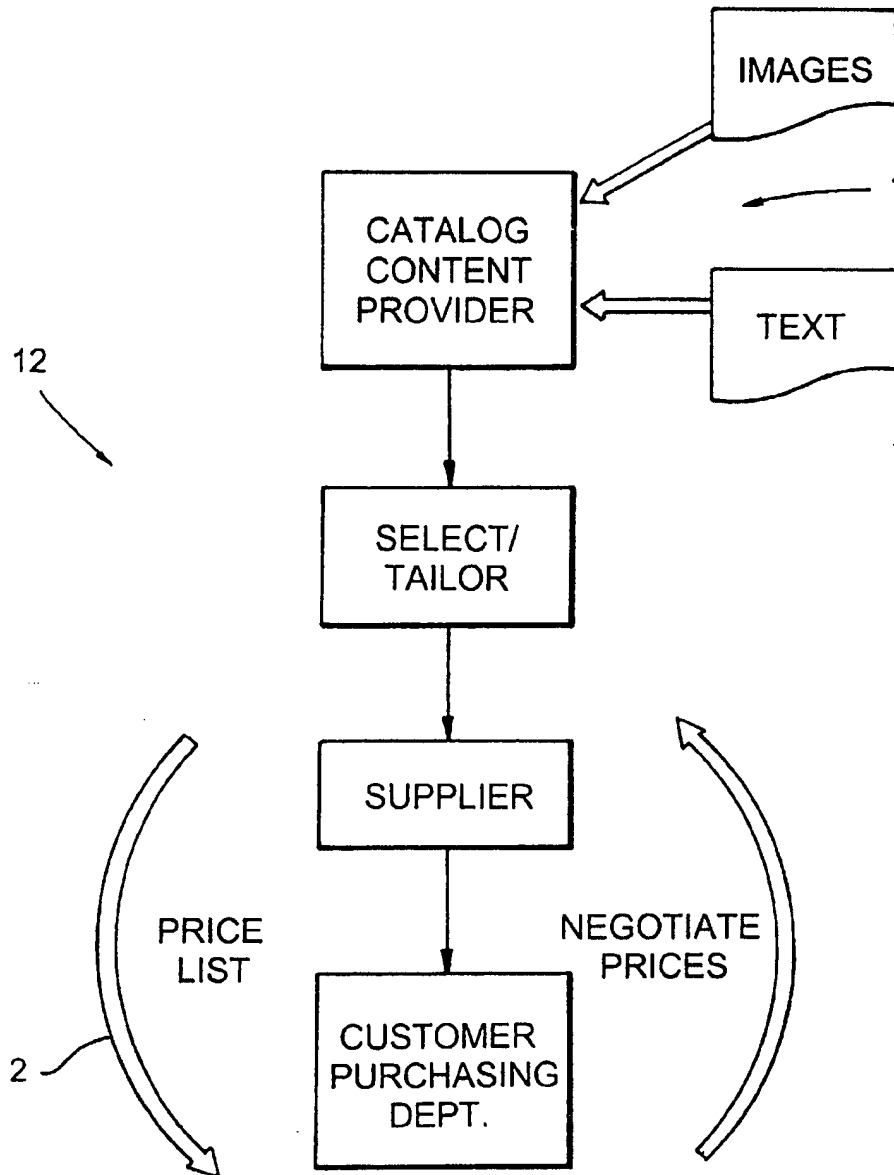 IMAGES
CATALOG
CONTENT
PROVIDER
TEXT
12
SELECT/
TAILOR
SUPPLIER
PRICE
LIST
NEGOTIATE
PRICES
2
CUSTOMER
PURCHASING
DEPT.